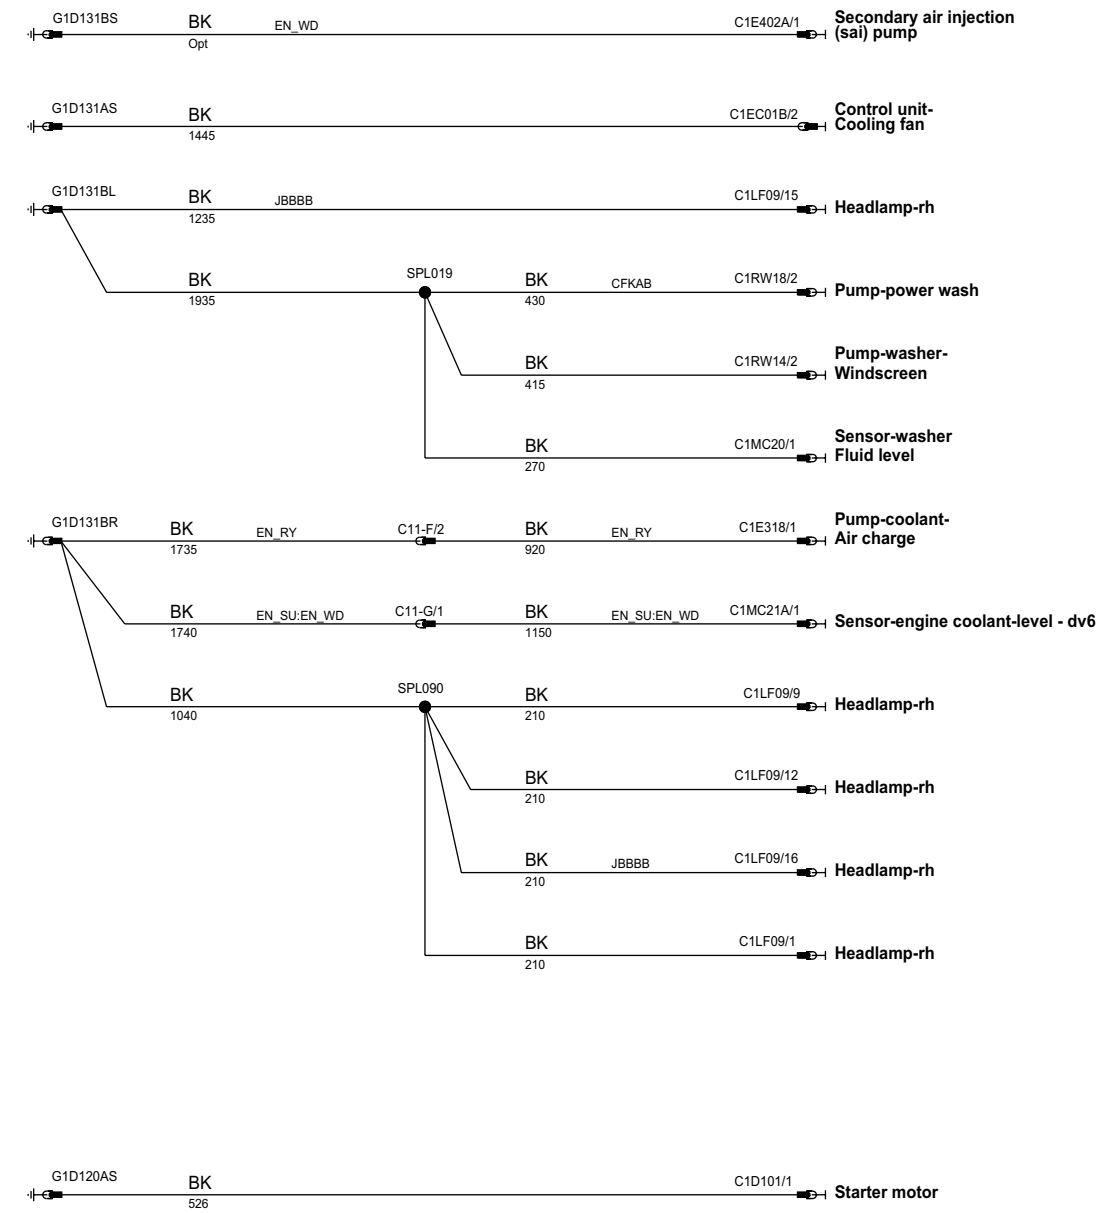 G1D131BS BK EN_WD C1E402A/1 Secondary air injection
Opt (sai) pump
G1D131AS BK C1EC01B/2 Control unit-
1445 Cooling fan
G1D131BL BK JBBBB C1LF09/15 Headlamp-rh
1235
BK SPL019 BK CFKAB C1RW18/2 Pump-power wash
1935 430
BK C1RW14/2 Pump-washer-
415 Windscreen
BK C1MC20/1 Sensor-washer
270 Fluid level
G1D131BR BK EN_RY C11-F/2 BK EN_RY C1E318/1 Pump-coolant-
1735 920 Air charge
BK EN_SU:EN_WD C11-G/1 BK EN_SU:EN_WD C1MC21A/1 Sensor-engine coolant-level - dv6
1740 1150
BK SPL090 BK C1LF09/9 Headlamp-rh
1040 210
BK C1LF09/12 Headlamp-rh
210
BK JBBBB C1LF09/16 Headlamp-rh
210
BK C1LF09/1 Headlamp-rh
210
G1D120AS BK C1D101/1 Starter motor
526